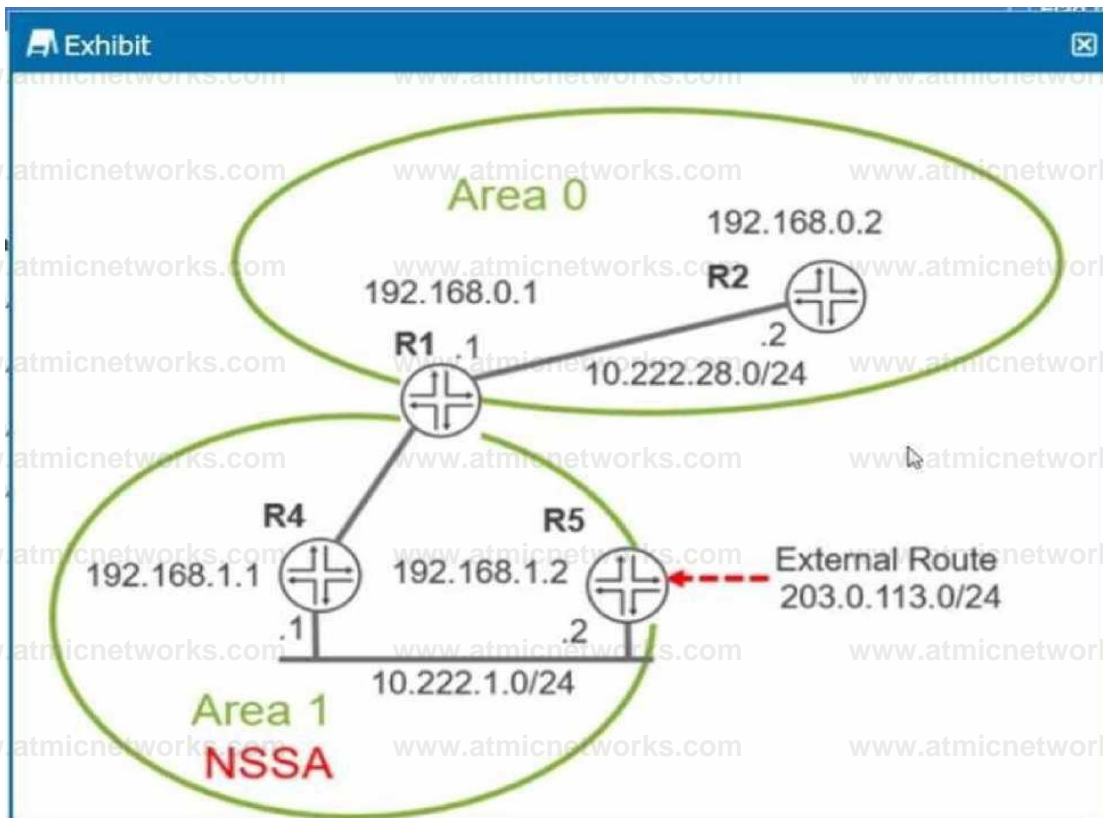 Exhibit
www.atmicnetworks.com
Area 0
192.168.0.2
R2
192.168.0.1
R1
.1
.2
10.222.28.0/24
R4
R5
192.168.1.1
192.168.1.2
External Route
203.0.113.0/24
.1
.2
10.222.1.0/24
Area 1
NSSA